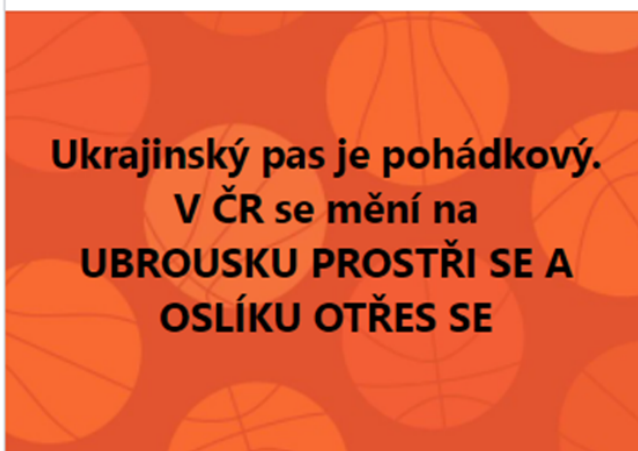 Ukrajinský pas je pohádkový.
V ČR se mění na
UBROUSKU PROSTŘI SE A
OSLÍKU OTŘES SE